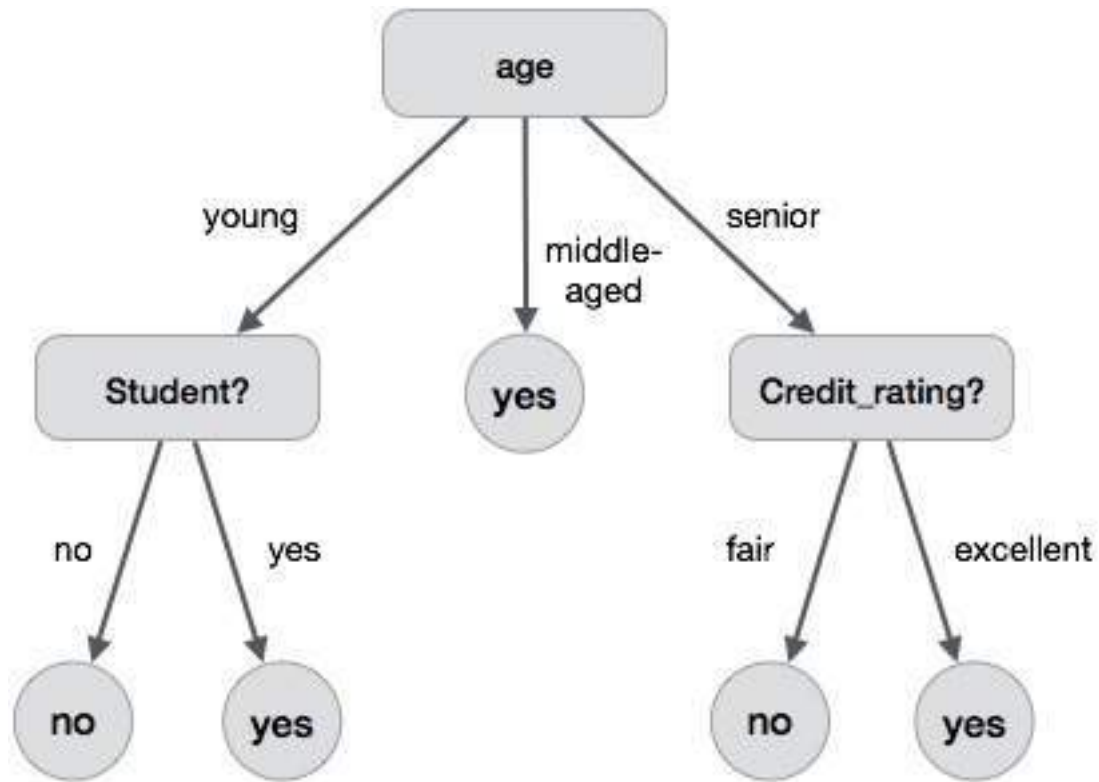 age
young
senior
middle-
aged
Student?
yes
Credit_rating?
no
yes
fair
excellent
no
yes
no
yes